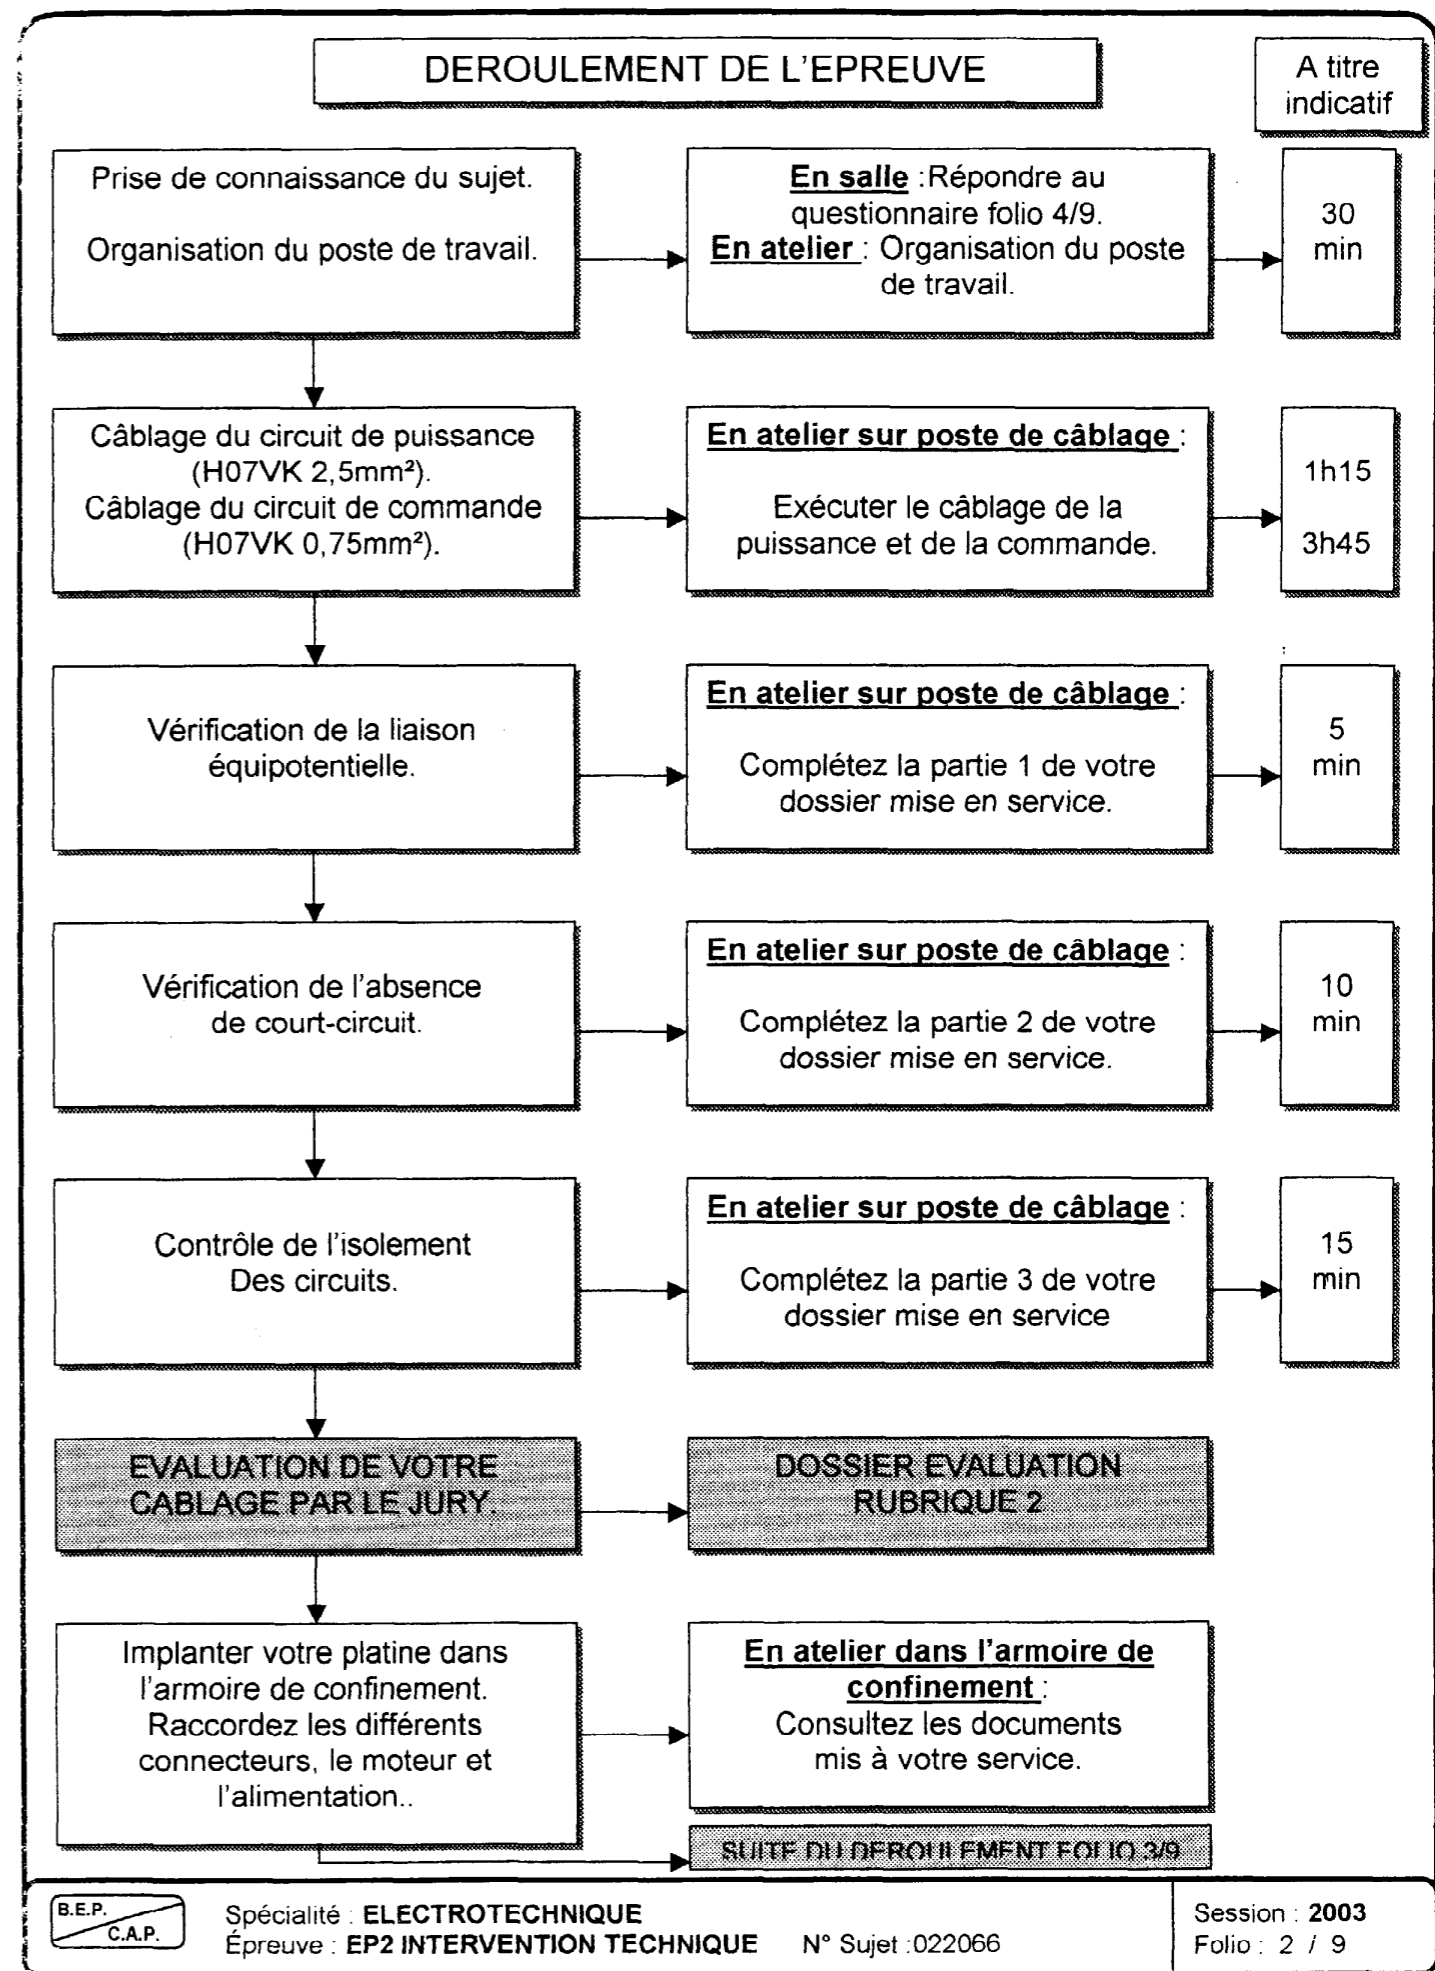 DEROULEMENT DE L'EPREUVE
A titre
indicatif
Prise de connaissance du sujet.
Organisation du poste de travail.
En salle :Répondre au
questionnaire folio 4/9.
En atelier : Organisation du poste
de travail.
30
min
Câblage du circuit de puissance
(H07VK 2,5mm²).
Câblage du circuit de commande
(H07VK 0,75mm²).
En atelier sur poste de câblage :
Exécuter le câblage de la
puissance et de la commande.
1h15
3h45
Vérification de la liaison
équipotentielle.
En atelier sur poste de câblage :
Complétez la partie 1 de votre
dossier mise en service.
5
min
Vérification de l'absence
de court-circuit.
En atelier sur poste de câblage :
Complétez la partie 2 de votre
dossier mise en service.
10
min
Contrôle de l'isolement
Des circuits.
En atelier sur poste de câblage :
Complétez la partie 3 de votre
dossier mise en service
15
min
EVALUATION DE VOTRE
CABLAGE PAR LE JURY.
DOSSIER EVALUATION
RUBRIQUE 2
Implanter votre platine dans
l'armoire de confinement.
Raccordez les différents
connecteurs, le moteur et
l'alimentation..
En atelier dans l'armoire de
confinement :
Consultez les documents
mis à votre service.
SUITE DU DEROULEMENT FOLIO 3/9
B.E.P.
C.A.P.
Spécialité : ELECTROTECHNIQUE
Épreuve : EP2 INTERVENTION TECHNIQUE N° Sujet :022066
Session : 2003
Folio : 2 / 9